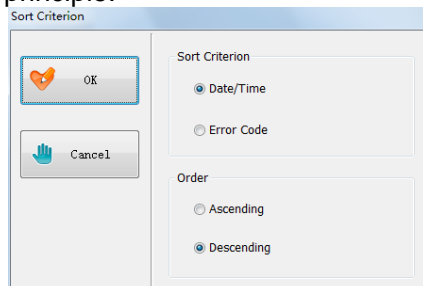 principle.
Sort Criterion
OK
Cancel
Sort Criterion
Date/Time
Error Code
Order
Ascending
Descending